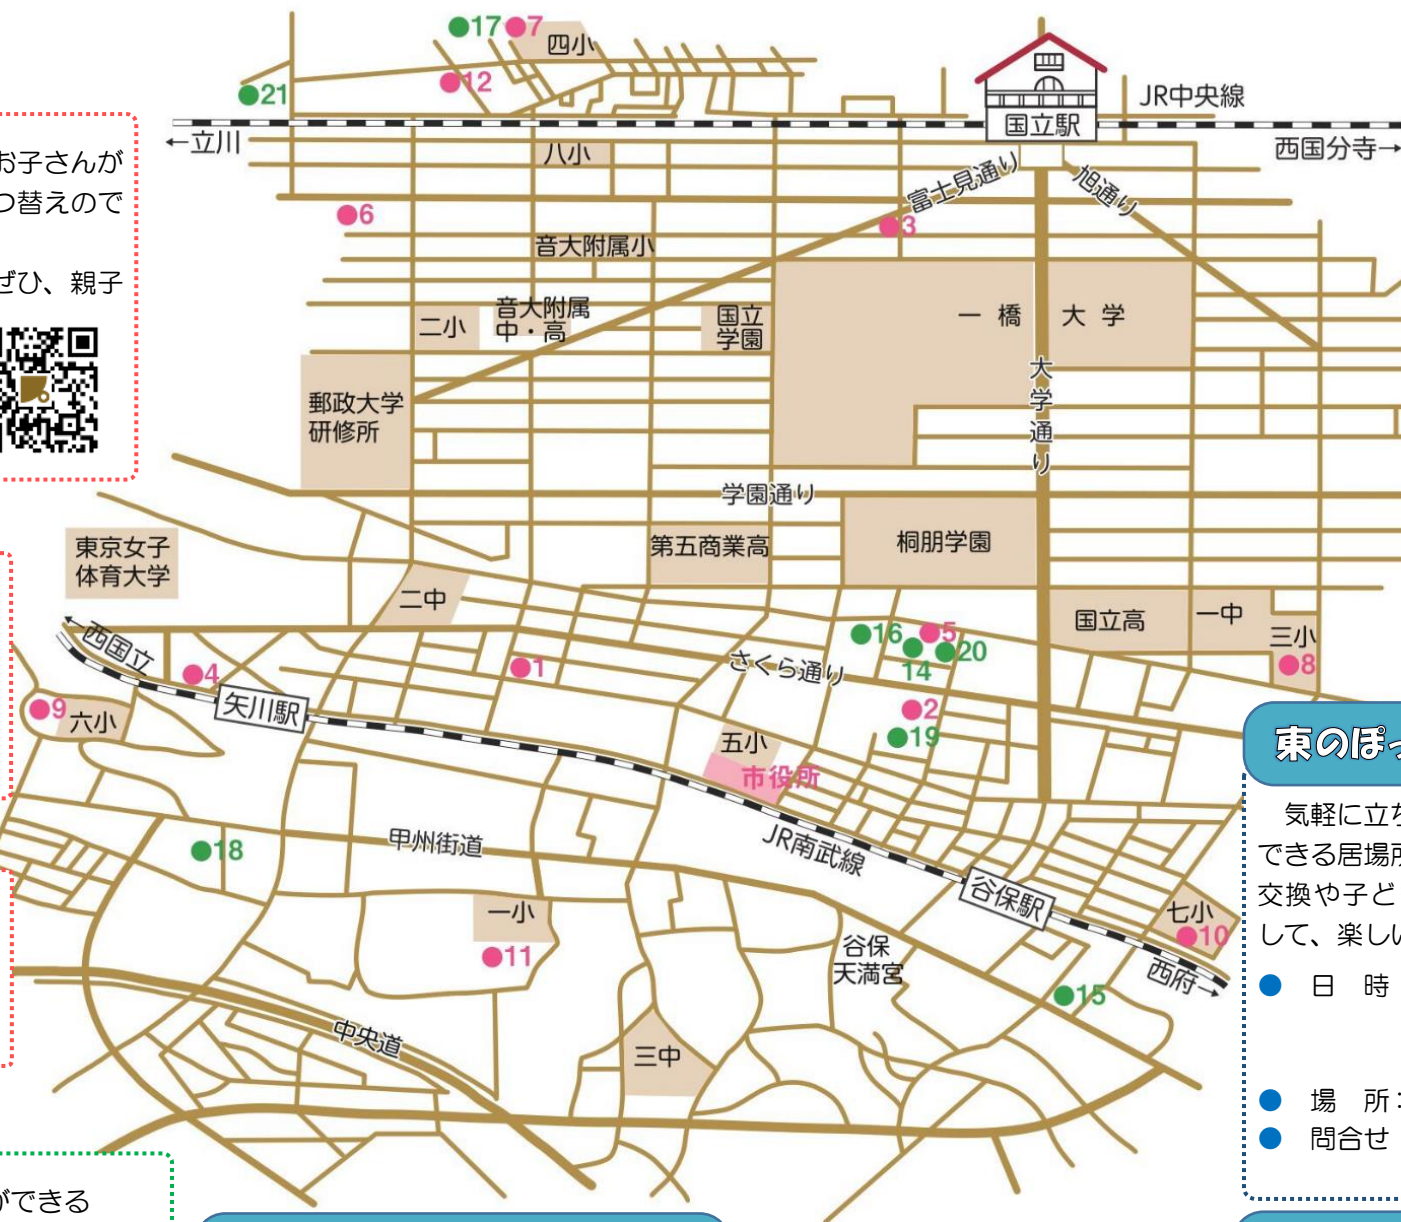 17
7
四小
12
21
JR中央線
国立駅
←立川
西国分寺→
お子さんが
つ替えので
ぜひ、親子
八小
富士見通り
旭通り
6
3
音大附属小
二小
音大附属
中・高
国立
学園
一橋
大学
大学通り
郵政大学
研修所
学園通り
東京女子
体育大学
第五商業高
桐朋学園
二中
国立高
一中
三小
8
16
5
14
20
←西国立
さくら通り
4
1
矢川駅
2
19
9
六小
五小
市役所
東のぽっ
気軽に立ち
できる居場所
交換や子ど
して、楽しい
● 日 時
● 場 所：
● 問合せ
JR南武線
甲州街道
18
谷保駅
七小
10
西府→
一小
11
谷保
天満宮
15
中央道
三中
ができる